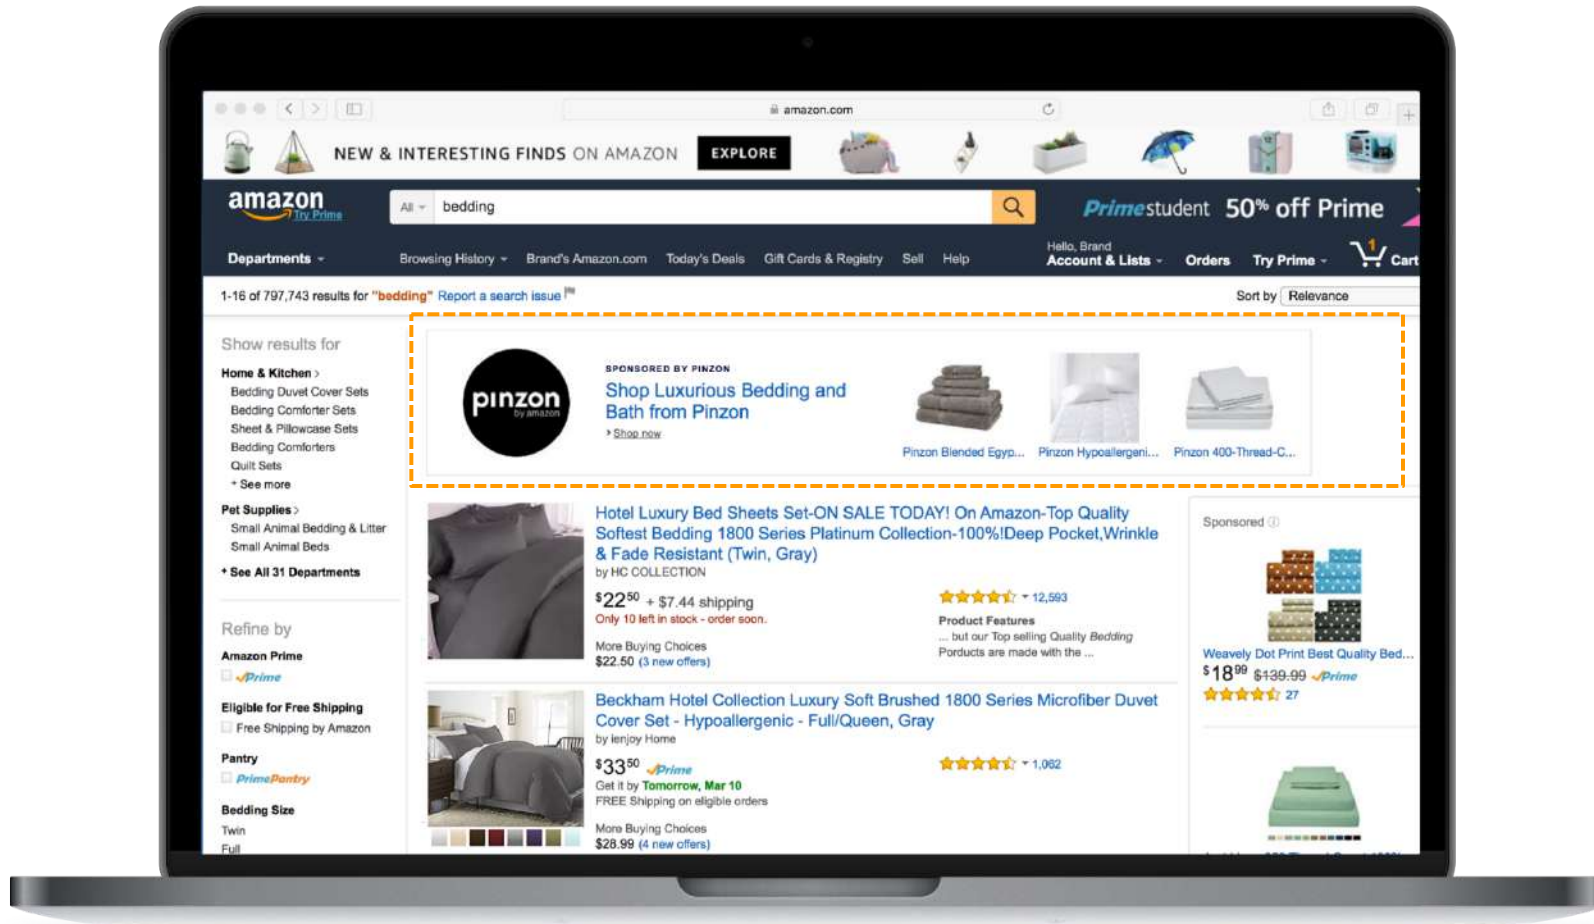 amazon.com
NEW & INTERESTING FINDS ON AMAZON EXPLORE
amazon
Try Prime
All
bedding
Primestudent 50% off Prime
Departments
Browsing History
Brand's Amazon.com
Today's Deals
Gift Cards & Registry
Sell
Help
Hello, Brand
Account & Lists
Orders
Try Prime
1
Cart
1-16 of 797,743 results for "bedding" Report a search issue
Sort by Relevance
Show results for
Home & Kitchen >
Bedding Duvet Cover Sets
Bedding Comforter Sets
Sheet & Pillowcase Sets
Bedding Comforters
Quilt Sets
+ See more
Pet Supplies >
Small Animal Bedding & Litter
Small Animal Beds
+ See All 31 Departments
Refine by
Amazon Prime
Prime
Eligible for Free Shipping
Free Shipping by Amazon
Pantry
PrimePantry
Bedding Size
Twin
Full
pinzon
by amazon
SPONSORED BY PINZON
Shop Luxurious Bedding and
Bath from Pinzon
› Shop now
Pinzon Blended Egyp...
Pinzon Hypoallergeni...
Pinzon 400-Thread-C...
Hotel Luxury Bed Sheets Set-ON SALE TODAY! On Amazon-Top Quality
Softest Bedding 1800 Series Platinum Collection-100%!Deep Pocket,Wrinkle
& Fade Resistant (Twin, Gray)
by HC COLLECTION
$2250 + $7.44 shipping
Only 10 left in stock - order soon.
More Buying Choices
$22.50 (3 new offers)
12,593
Product Features
... but our Top selling Quality Bedding
Porducts are made with the ...
Beckham Hotel Collection Luxury Soft Brushed 1800 Series Microfiber Duvet
Cover Set - Hypoallergenic - Full/Queen, Gray
by ienjoy Home
$3350 Prime
Get it by Tomorrow, Mar 10
FREE Shipping on eligible orders
More Buying Choices
$28.99 (4 new offers)
1,062
Sponsored
Weavely Dot Print Best Quality Bed...
$1899 $139.99 Prime
27